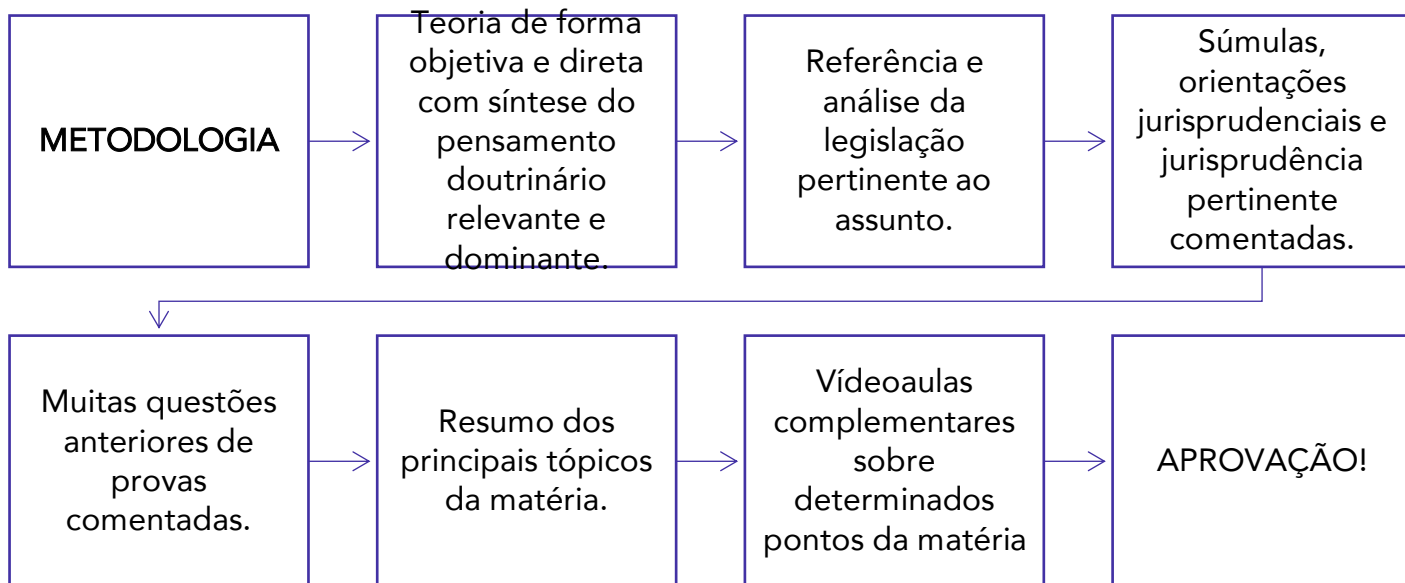 METODOLOGIA
Teoria de forma
objetiva e direta
com síntese do
pensamento
doutrinário
relevante e
dominante.
Referência e
análise da
legislação
pertinente ao
assunto.
Súmulas,
orientações
jurisprudenciais e
jurisprudência
pertinente
comentadas.
Muitas questões
anteriores de
provas
comentadas.
Resumo dos
principais tópicos
da matéria.
Vídeoaulas
complementares
sobre
determinados
pontos da matéria
APROVAÇÃO!